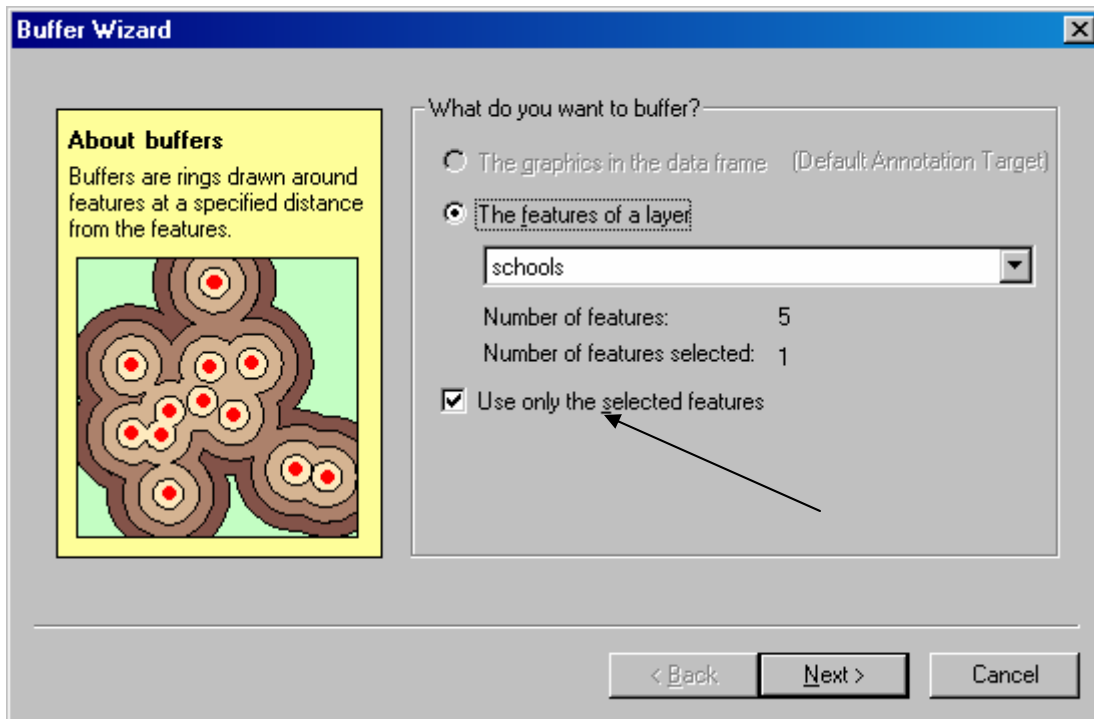 Buffer Wizard
About buffers
Buffers are rings drawn around
features at a specified distance
from the features.
What do you want to buffer?
The graphics in the data frame (Default Annotation Target)
The features of a layer
schools
Number of features: 5
Number of features selected: 1
Use only the selected features
< Back
Next >
Cancel